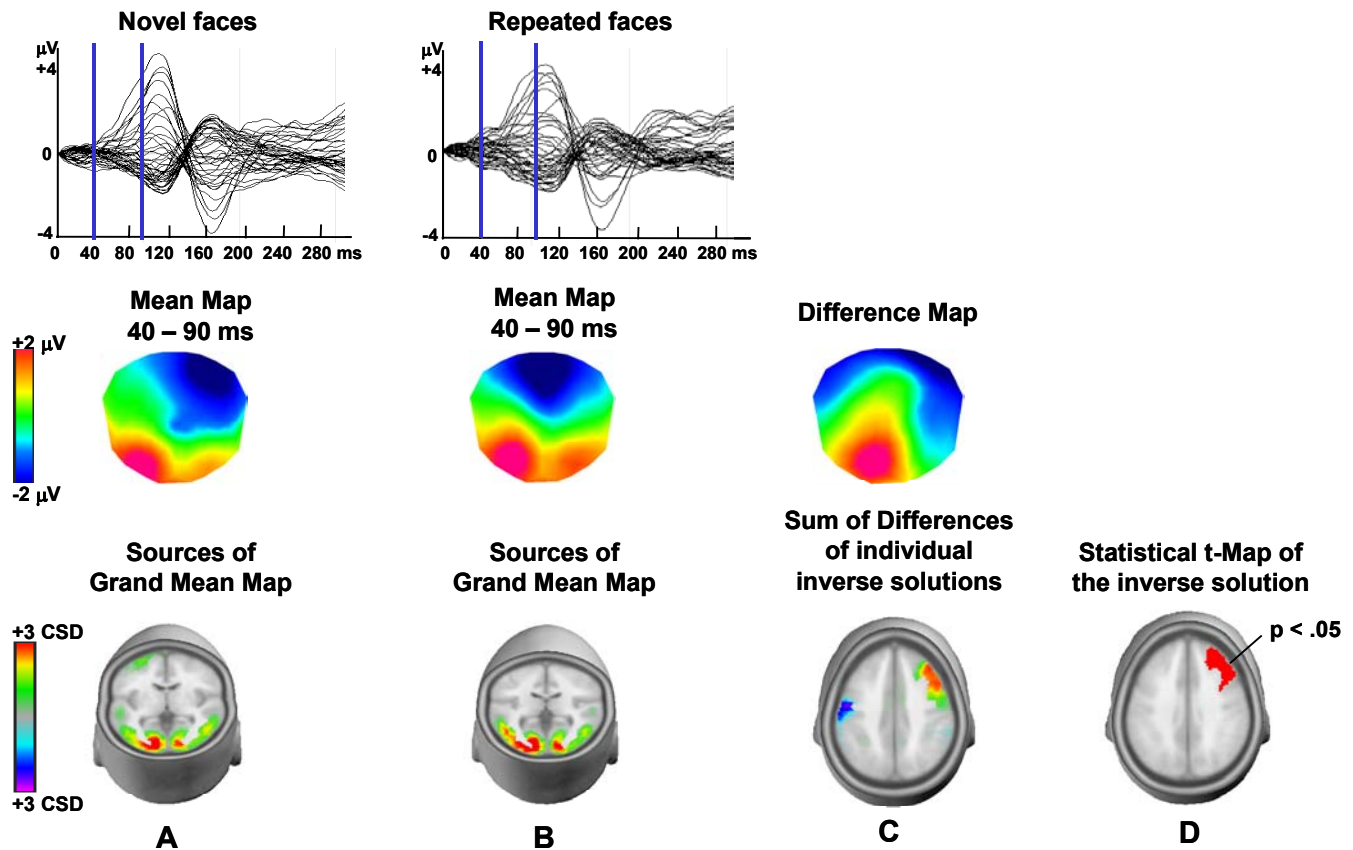 Novel faces
Repeated faces
μV
+4
0
-4
0 40 80 120 160 200 240 280 ms
μV
+4
0
-4
0 40 80 120 160 200 240 280 ms
Mean Map
40 – 90 ms
Mean Map
40 – 90 ms
Difference Map
+2 μV
-2 μV
Sources of
Grand Mean Map
Sources of
Grand Mean Map
Sum of Differences
of individual
inverse solutions
Statistical t-Map of
the inverse solution
+3 CSD
+3 CSD
p < .05
A
B
C
D